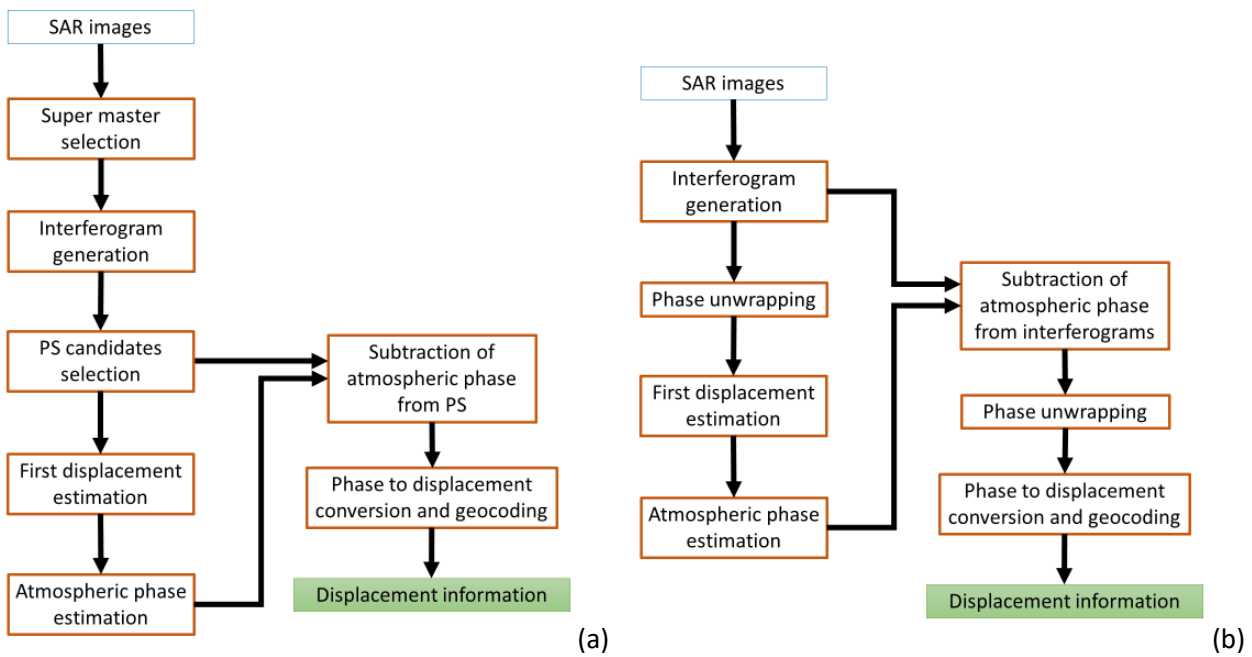 SAR images
Super master
selection
Interferogram
generation
PS candidates
selection
First displacement
estimation
Atmospheric phase
estimation
Subtraction of
atmospheric phase
from PS
Phase to displacement
conversion and geocoding
Displacement information
(a)
SAR images
Interferogram
generation
Phase unwrapping
First displacement
estimation
Atmospheric phase
estimation
Subtraction of
atmospheric phase
from interferograms
Phase unwrapping
Phase to displacement
conversion and geocoding
Displacement information
(b)